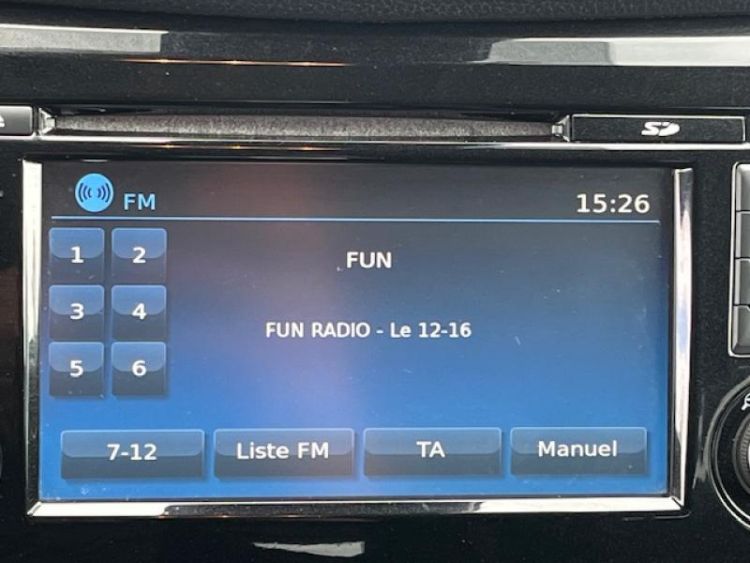 SD
FM
15:26
1 2
FUN
3 4
FUN RADIO - Le 12-16
5 6
7-12 Liste FM TA Manuel